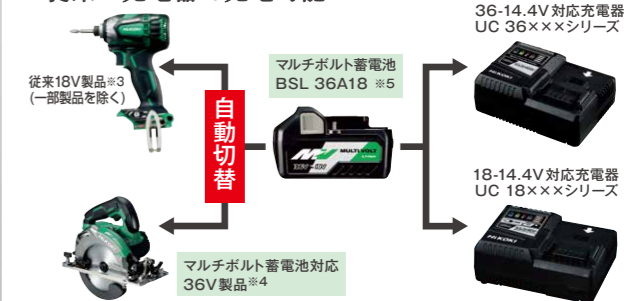 36-14.4V対応充電器
UC 36×××シリーズ
従来18V製品※3
(一部製品を除く)
マルチボルト蓄電池
BSL 36A18 ※5
自動切替
MULTI VOLT
HiKOKI
18-14.4V対応充電器
UC 18×××シリーズ
マルチボルト蓄電池対応
36V製品※4
HiKOKI